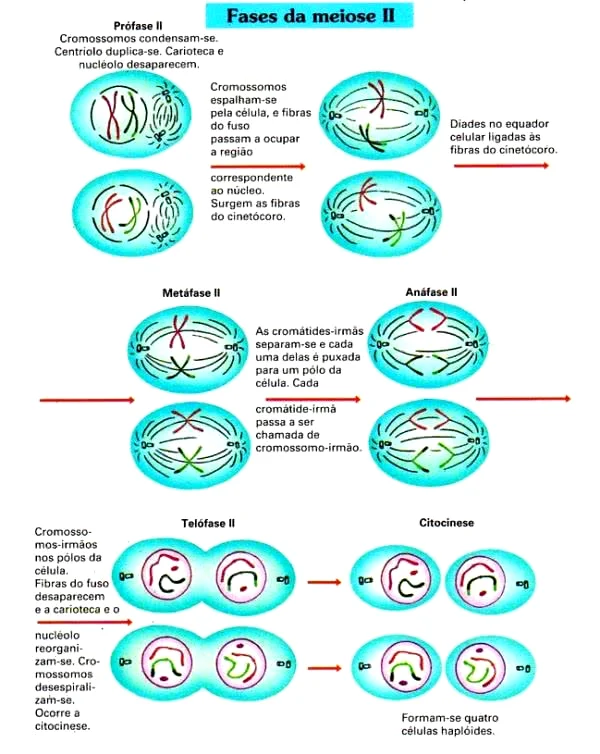 Fases da meiose II
Prófase II
Cromossomos condensam-se.
Centríolo duplica-se. Carioteca e
nucléolo desaparecem.
Cromossomos
espalham-se
pela célula, e fibras
do fuso
passam a ocupar
a região
correspondente
ao núcleo.
Surgem as fibras
do cinetócoro.
Díades no equador
celular ligadas às
fibras do cinetócoro.
Metáfase II
As cromátides-irmãs
separam-se e cada
uma delas é puxada
para um pólo da
célula. Cada
cromátide-irmã
passa a ser
chamada de
cromossomo-irmão.
Anáfase II
Cromosso-
mos-irmãos
nos pólos da
célula.
Fibras do fuso
desaparecem
e a carioteca e o
nucléolo
reorgani-
zam-se. Cro-
mossomos
desespirali-
zam-se.
Ocorre a
citocinese.
Telófase II
Citocinese
Formam-se quatro
células haplóides.